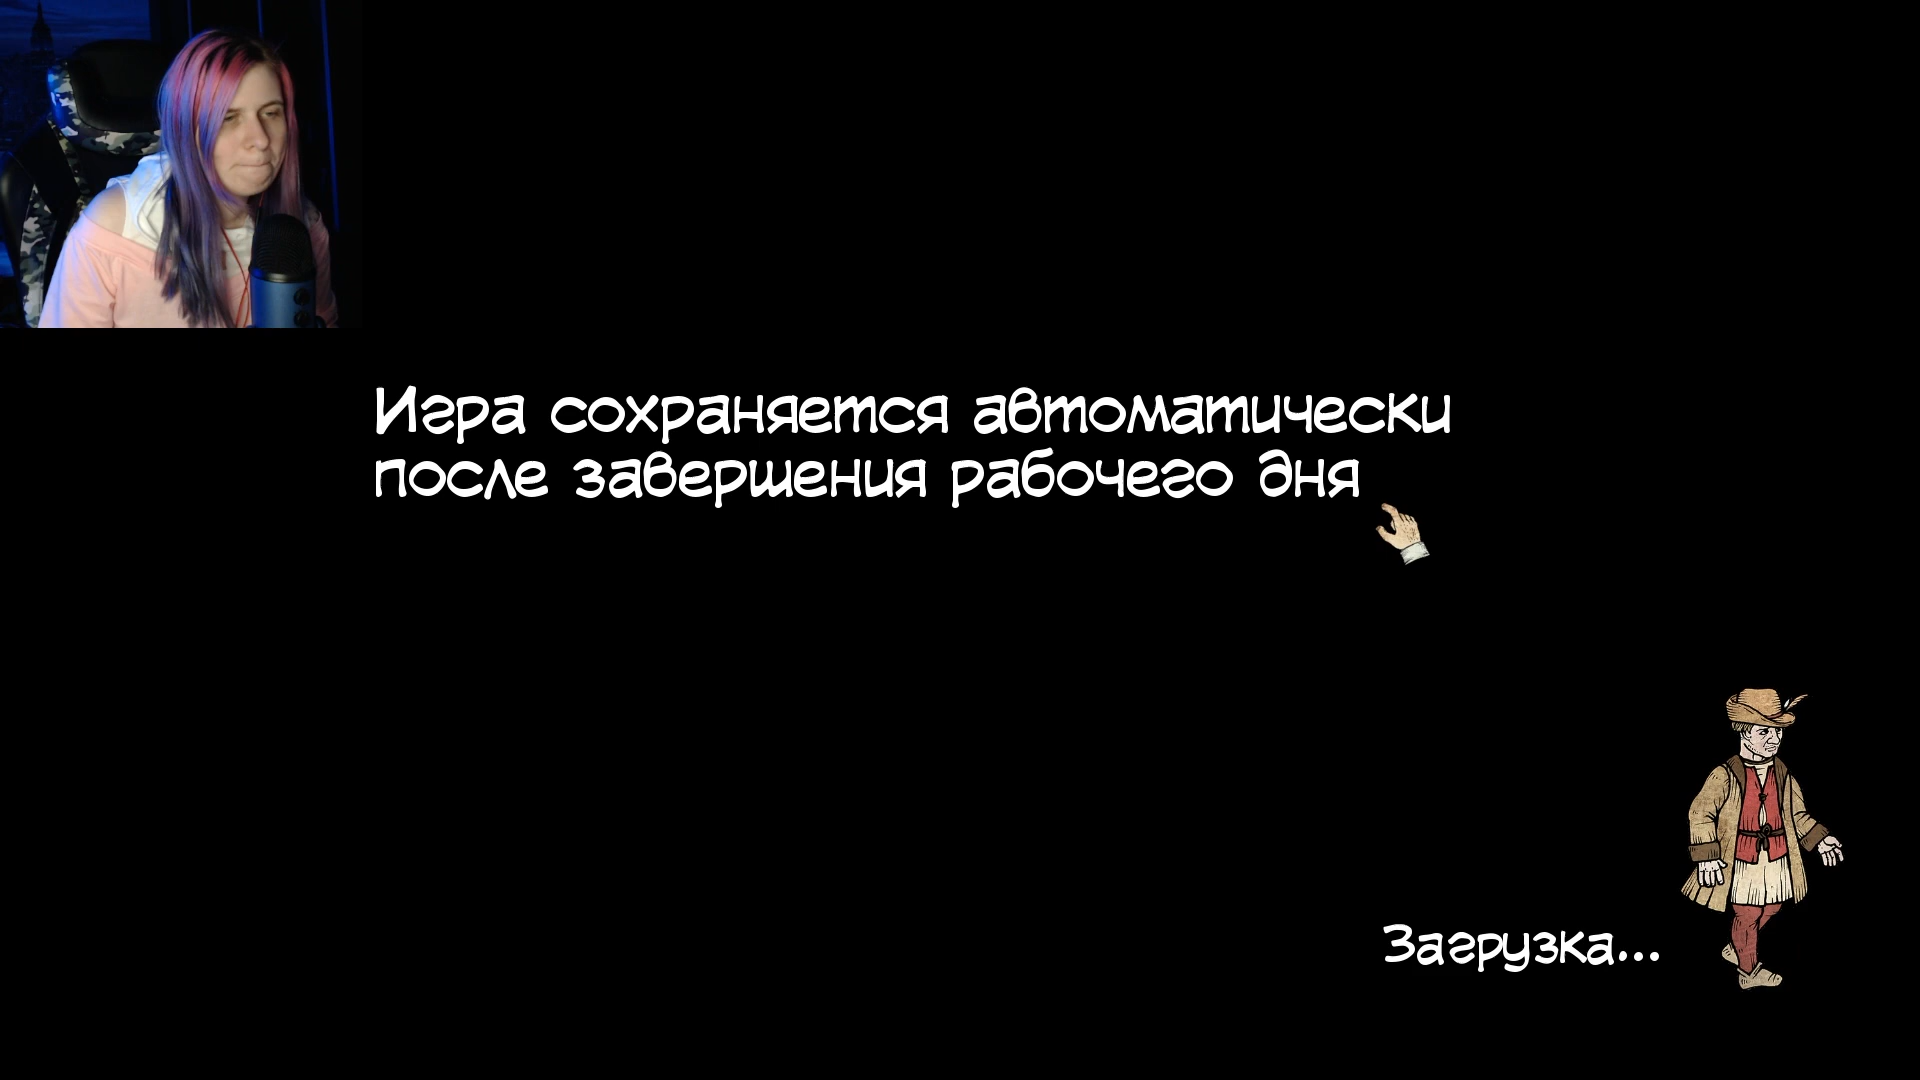 Игра сохраняется автоматически
после завершения рабочего дня
Загрузка...